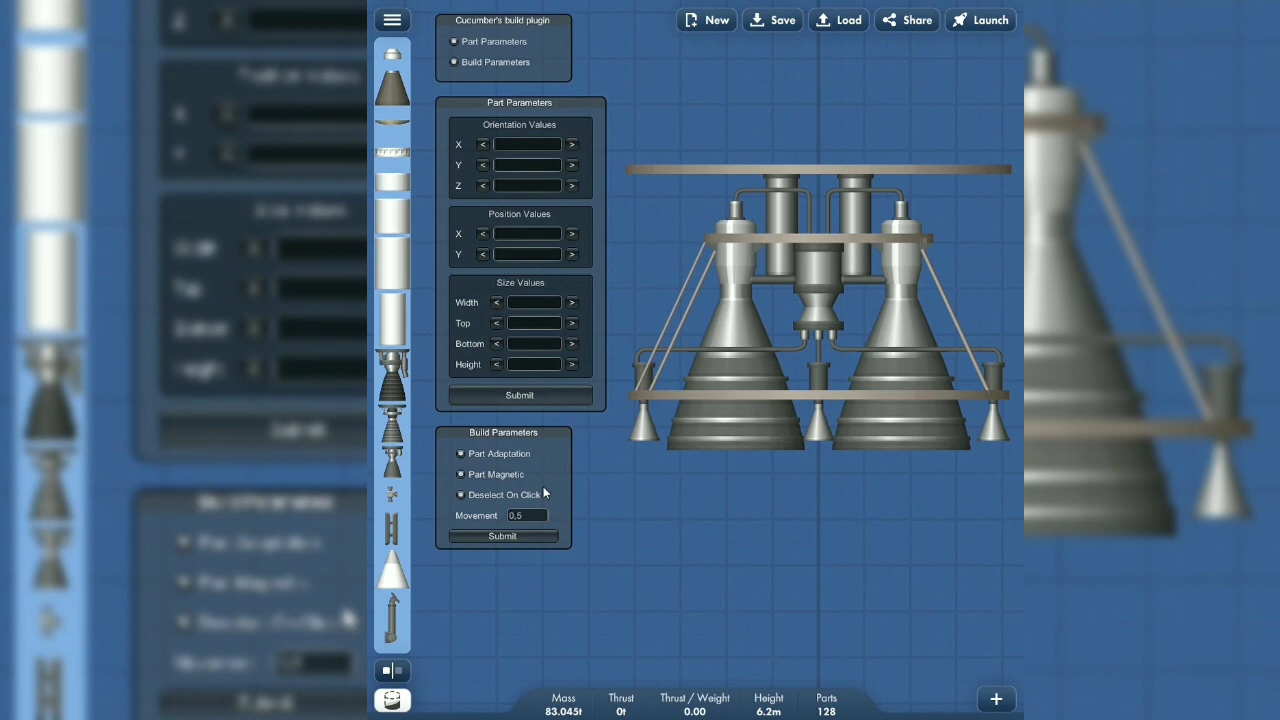 New
Save
Load
Share
Launch
Cucumber's build plugin
Part Parameters
Build Parameters
Part Parameters
Orientation Values
X < >
Y < >
Z < >
Position Values
X < >
Y < >
Size Values
Width < >
Top < >
Bottom < >
Height < >
Submit
Build Parameters
Part Adaptation
Part Magnetic
Deselect On Click
Movement 0.5
Submit
Mass Thrust Thrust / Weight Height Parts
83.045t 0t 0.00 6.2m 128
+